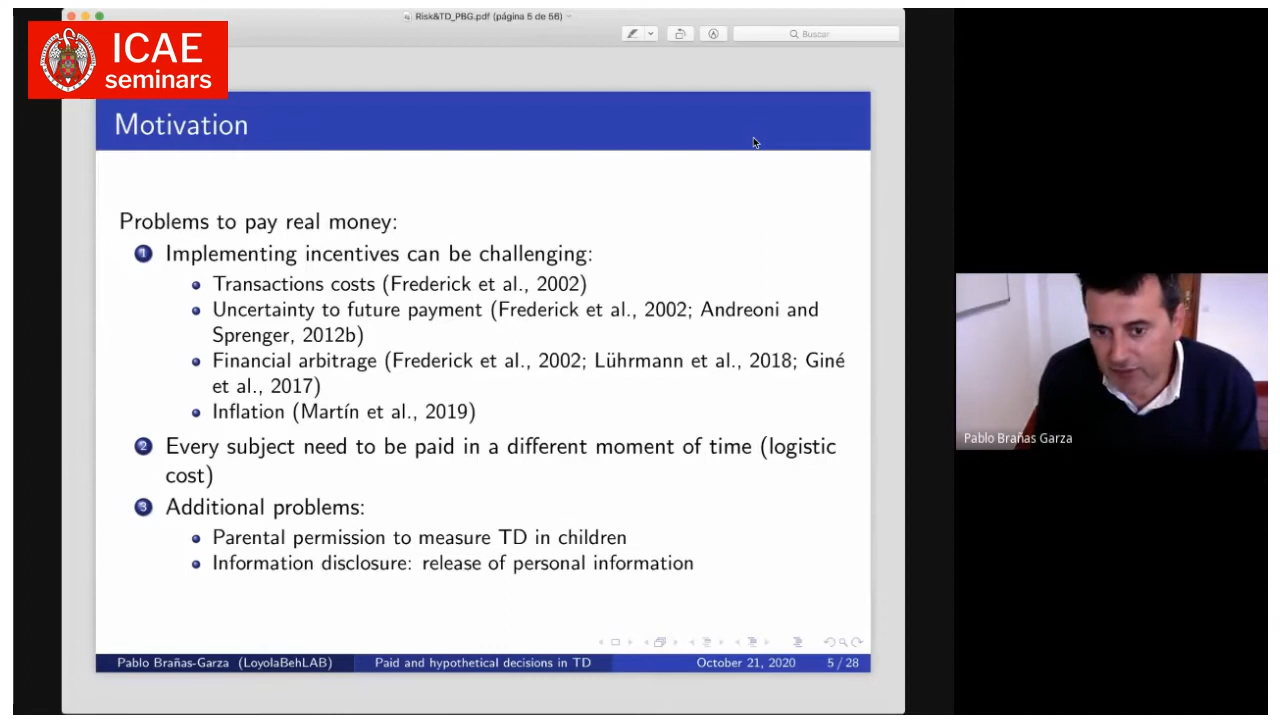 Risk&TD_PBG.pdf (página 5 de 56)
Buscar
ICAE
seminars
Motivation
Problems to pay real money:
1 Implementing incentives can be challenging:
Transactions costs (Frederick et al., 2002)
Uncertainty to future payment (Frederick et al., 2002; Andreoni and
Sprenger, 2012b)
Financial arbitrage (Frederick et al., 2002; Lührmann et al., 2018; Giné
et al., 2017)
Inflation (Martín et al., 2019)
2 Every subject need to be paid in a different moment of time (logistic
cost)
3 Additional problems:
Parental permission to measure TD in children
Information disclosure: release of personal information
Pablo Brañas-Garza (LoyolaBehLAB) Paid and hypothetical decisions in TD October 21, 2020 5 / 28
Pablo Brañas Garza